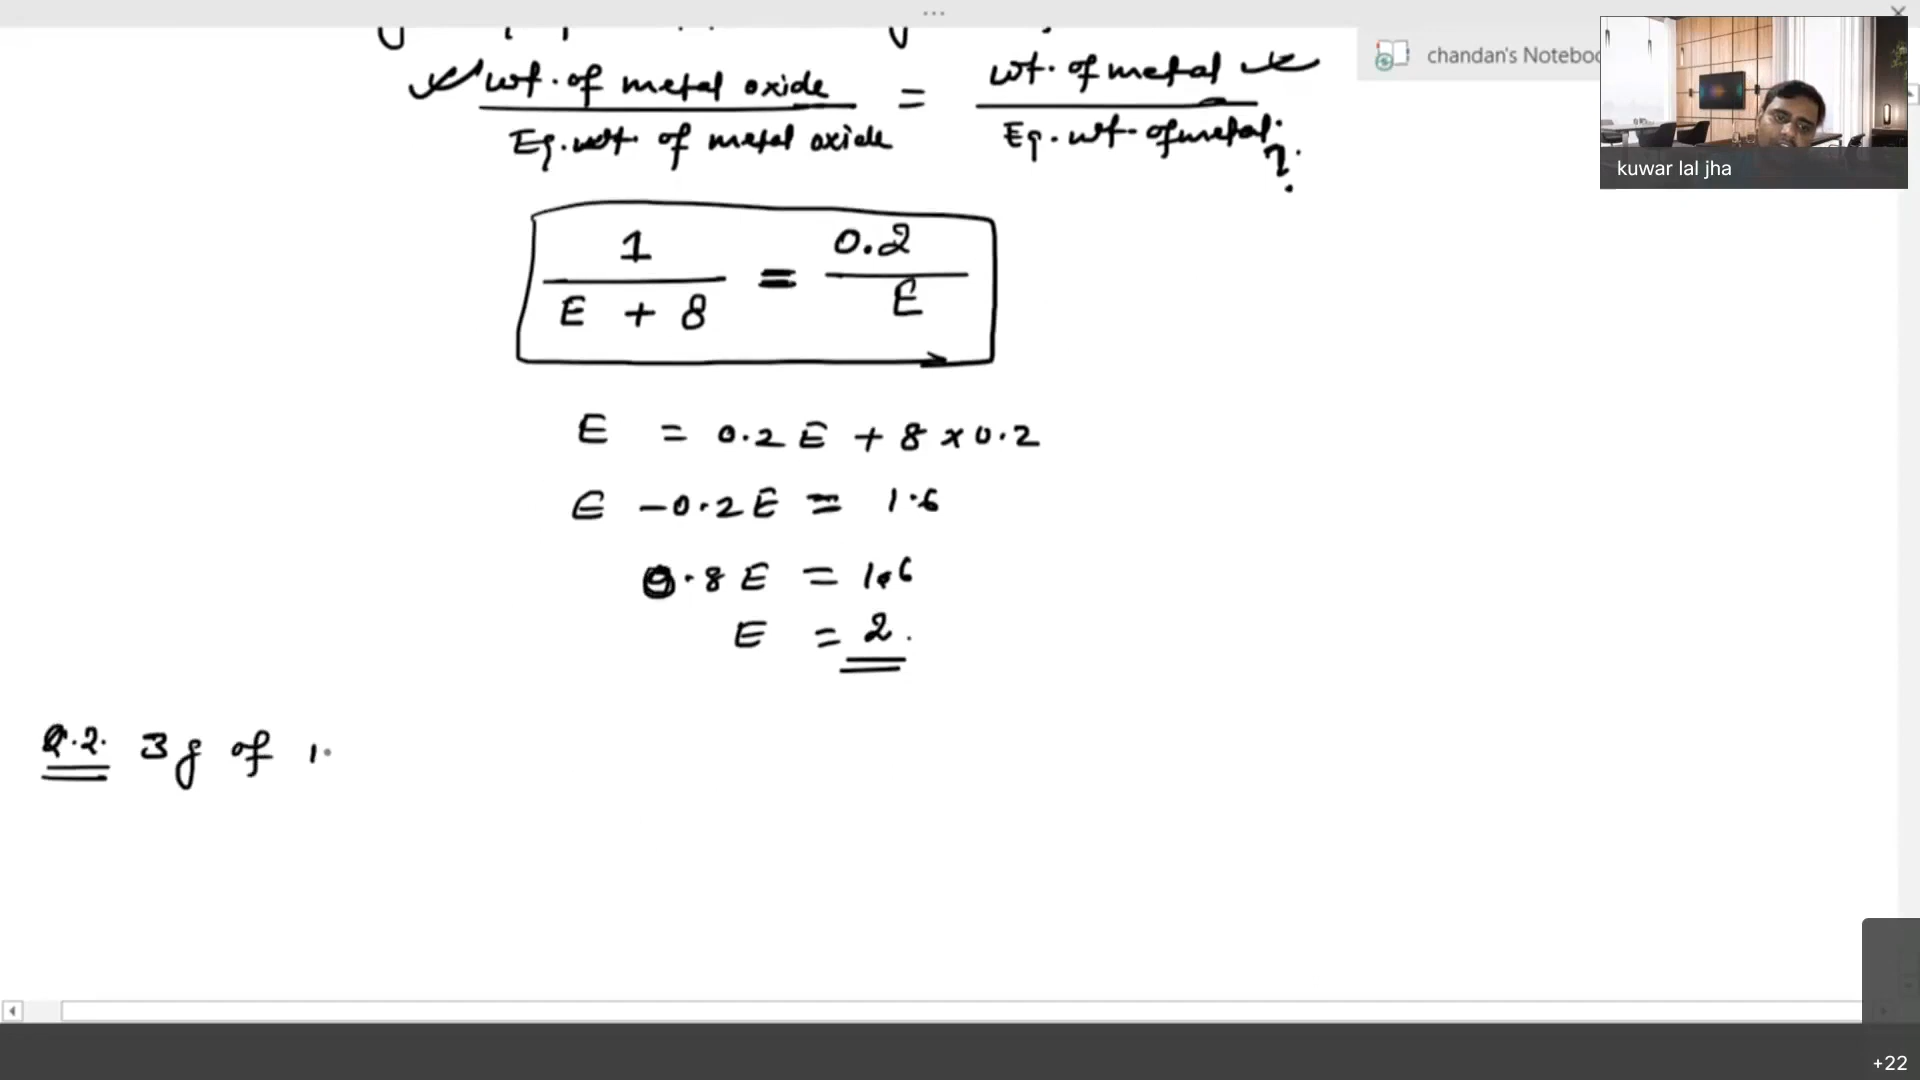 wt. of metal oxide = wt. of metal
Eq. wt. of metal oxide Eq. wt. of metal ?
chandan's Noteboo
kuwar lal jha
1 = 0.2
E + 8 E
E = 0.2 E + 8 x 0.2
E - 0.2 E = 1.6
0.8 E = 1.6
E = 2.
Q.2. 3g of
+22